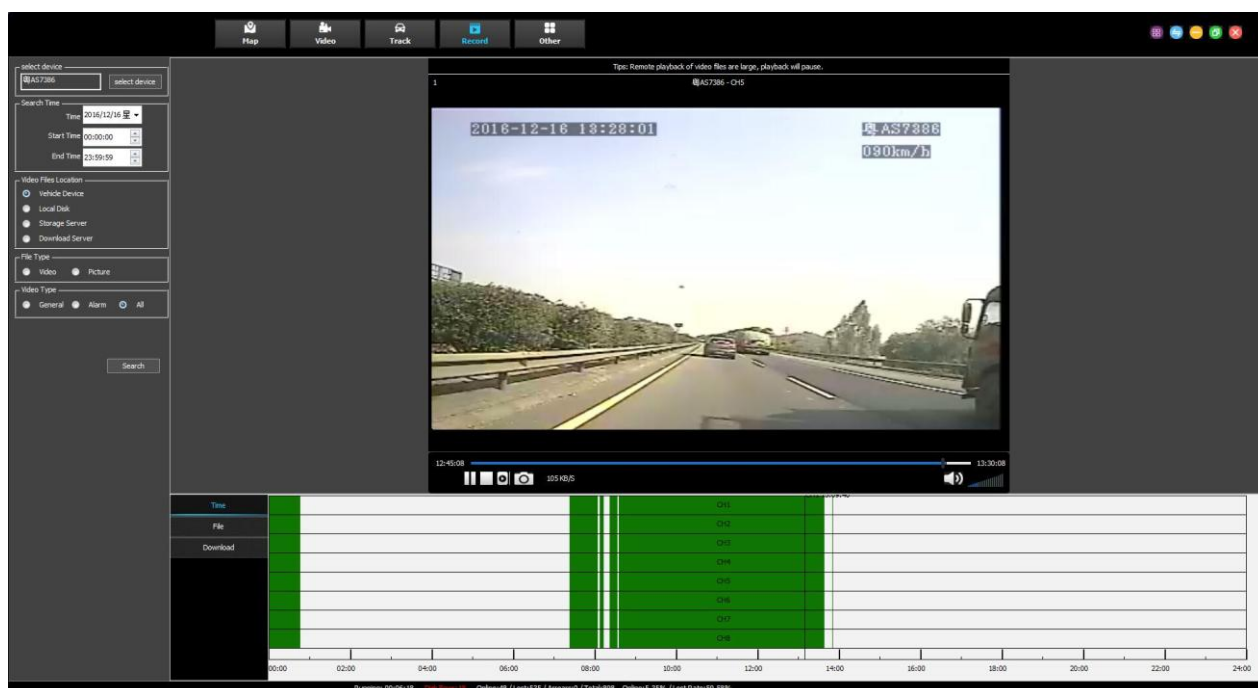 Map Video Track Record Other
select device
粤AS7386 select device
Search Time
Time 2016/12/16 星
Start Time 00:00:00
End Time 23:59:59
Video Files Location
Vehicle Device
Local Disk
Storage Server
Download Server
File Type
Video Picture
Video Type
General Alarm All
Search
Tips: Remote playback of video files are large, playback will pause.
1 粤AS7386 - CH5
2016-12-16 13:28:01 粤AS7386
090km/h
12:45:08 13:30:08
105 KB/S
Time
File
Download
CH1
CH2
CH3
CH4
CH5
CH6
CH7
CH8
00:00 02:00 04:00 06:00 08:00 10:00 12:00 14:00 16:00 18:00 20:00 22:00 24:00